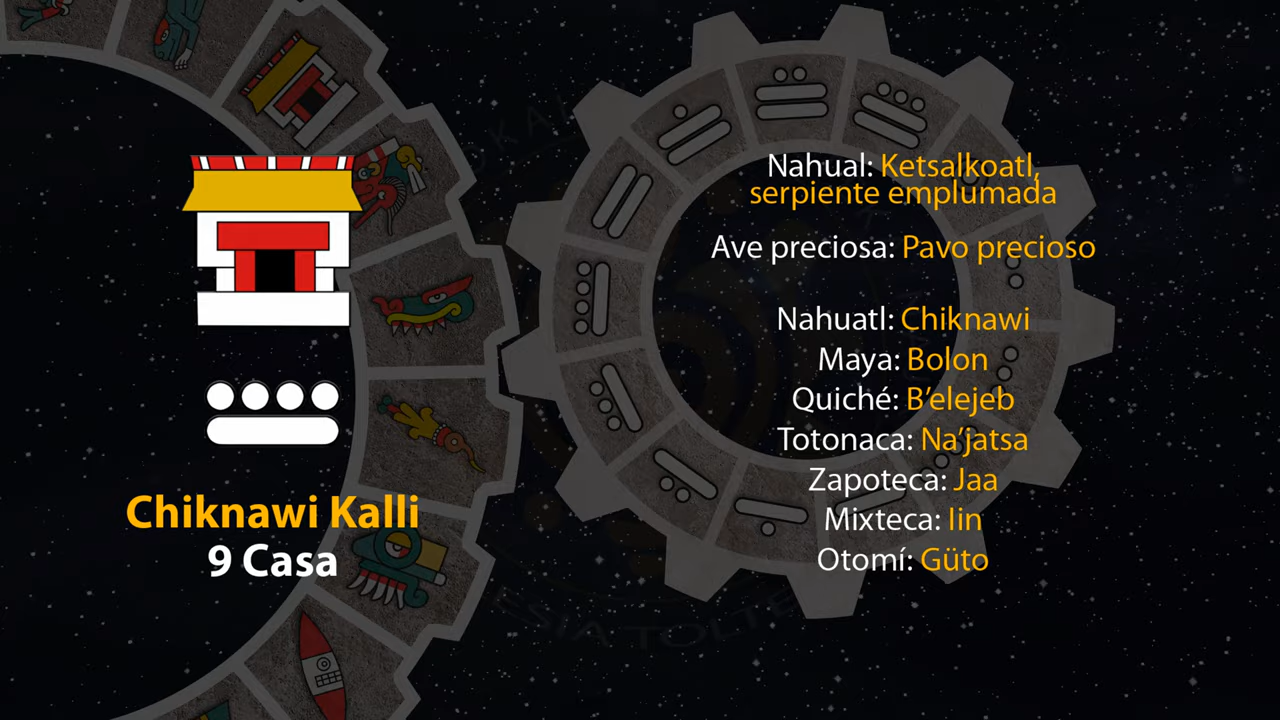 Chiknawi Kalli
9 Casa
Nahual: Ketsalkoatl,
serpiente emplumada
Ave preciosa: Pavo precioso
Nahuatl: Chiknawi
Maya: Bolon
Quiché: B’elejeb
Totonaca: Na’jatsa
Zapoteca: Jaa
Mixteca: Iin
Otomí: Güto